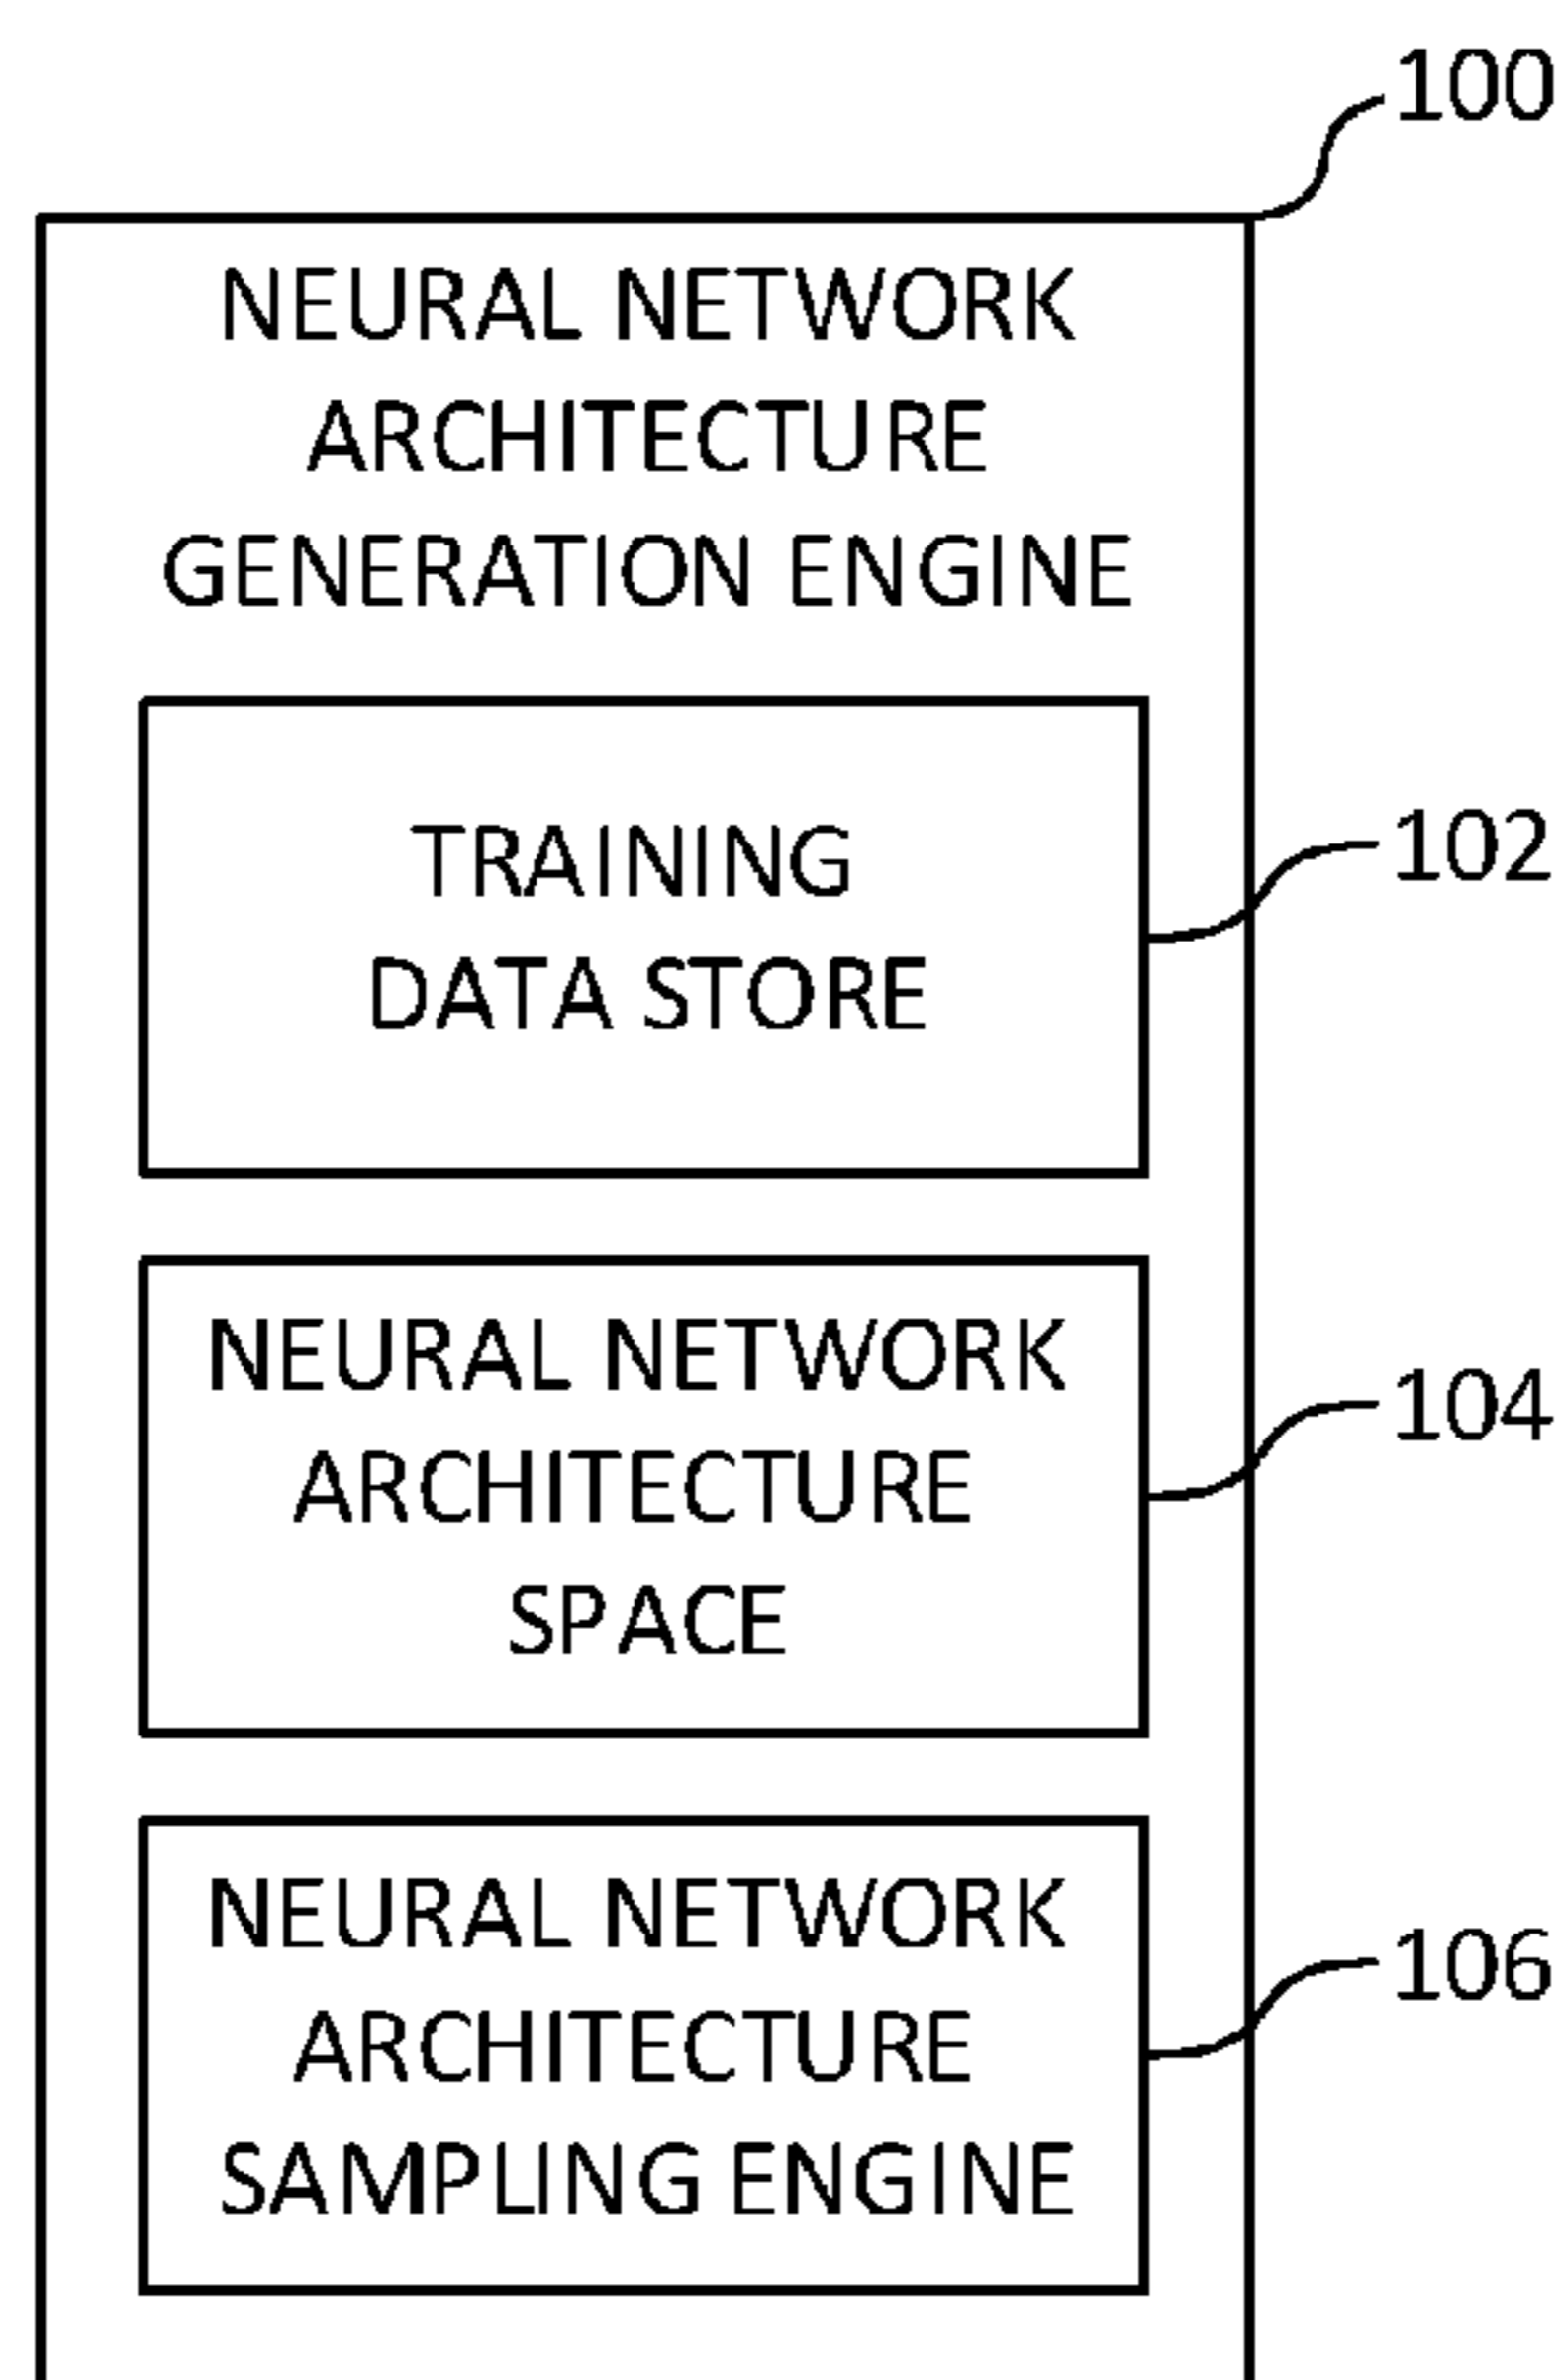 100
NEURAL NETWORK
ARCHITECTURE
GENERATION ENGINE
TRAINING
DATA STORE
102
NEURAL NETWORK
ARCHITECTURE
SPACE
104
NEURAL NETWORK
ARCHITECTURE
SAMPLING ENGINE
106